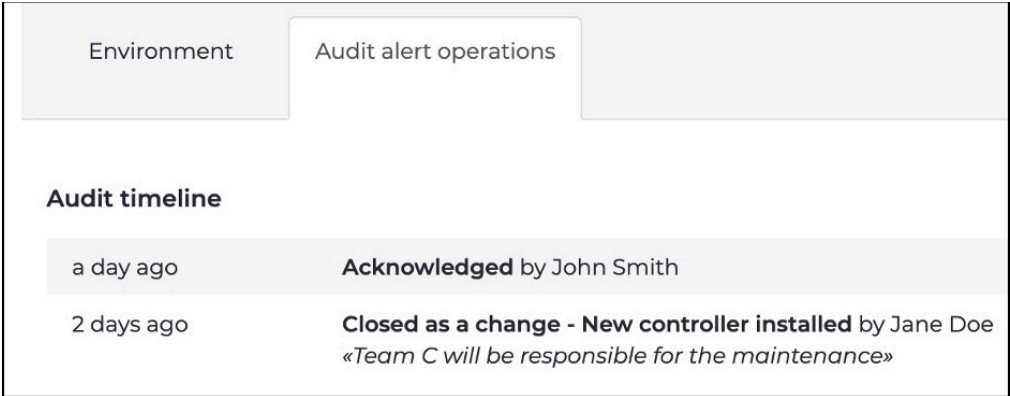 Environment
Audit alert operations
Audit timeline
a day ago
Acknowledged by John Smith
2 days ago
Closed as a change - New controller installed by Jane Doe
«Team C will be responsible for the maintenance»